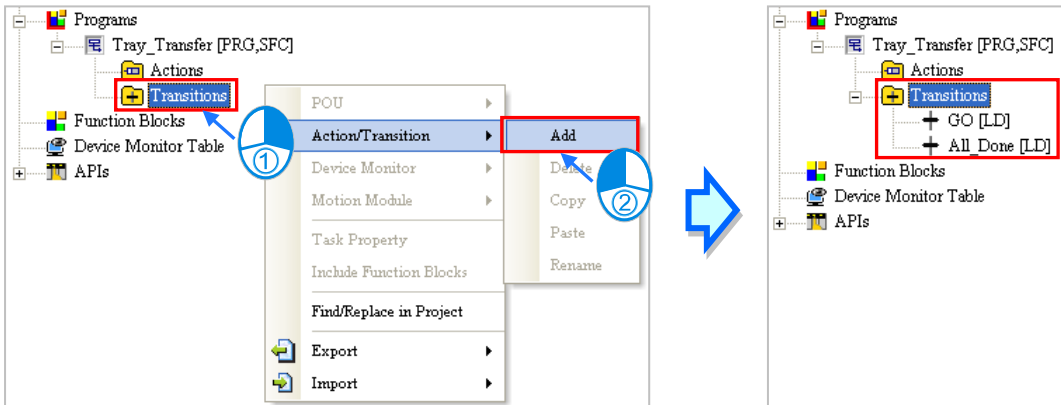 Programs
Tray_Transfer [PRG,SFC]
Actions
Transitions
Function Blocks
Device Monitor Table
APIs
①
POU
Action/Transition
Device Monitor
Motion Module
Task Property
Include Function Blocks
Find/Replace in Project
Export
Import
Add
Delete
Copy
Paste
Rename
②
Programs
Tray_Transfer [PRG,SFC]
Actions
Transitions
GO [LD]
All_Done [LD]
Function Blocks
Device Monitor Table
APIs